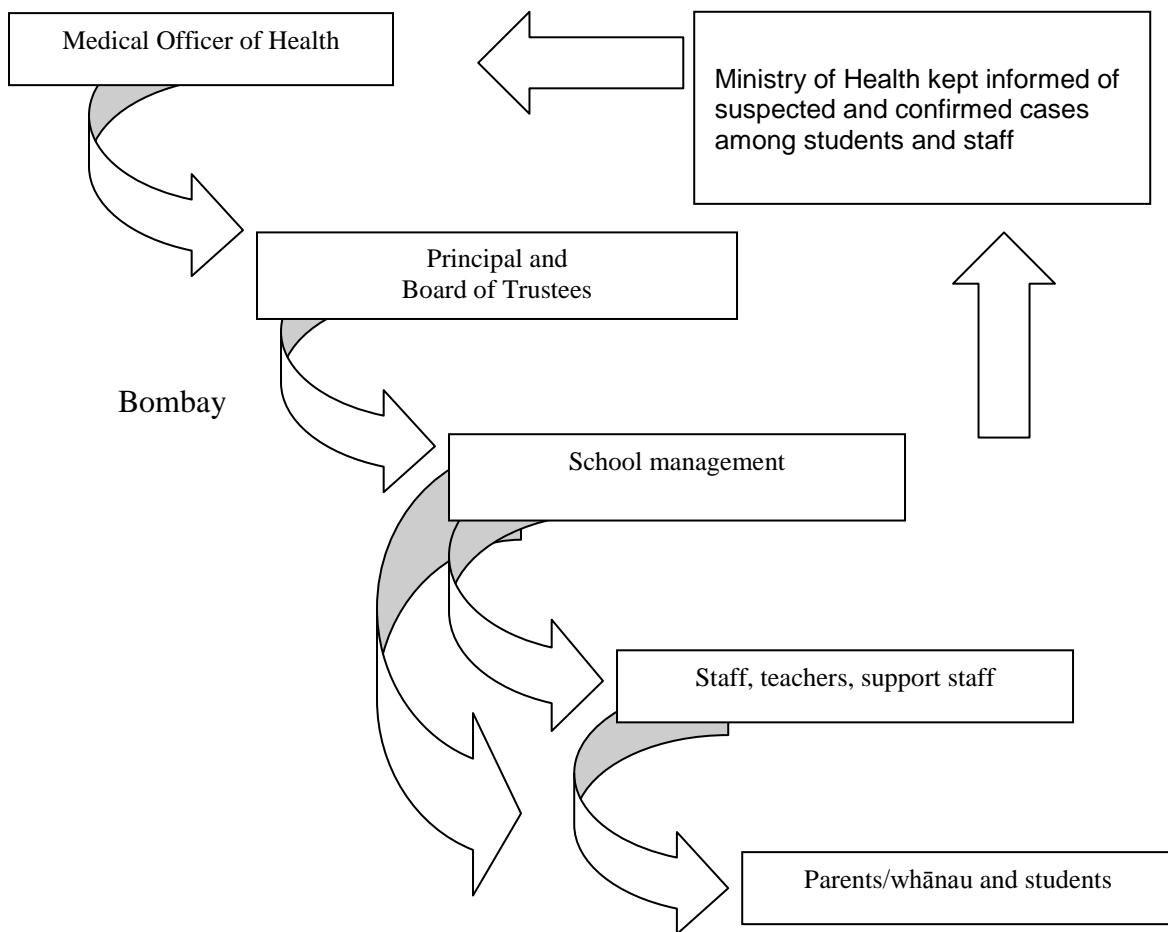 Medical Officer of Health
Ministry of Health kept informed of
suspected and confirmed cases
among students and staff
Principal and
Board of Trustees
Bombay
School management
Staff, teachers, support staff
Parents/whānau and students